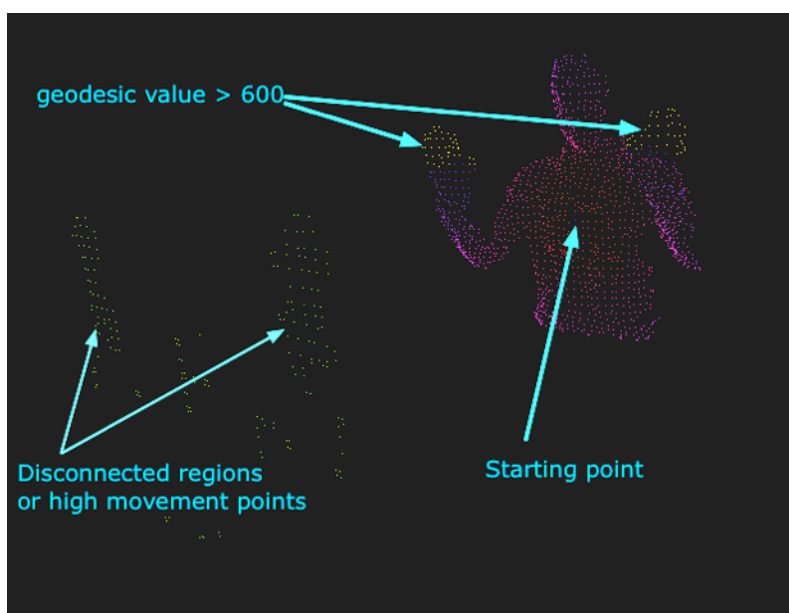 geodesic value > 600
Disconnected regions
or high movement points
Starting point